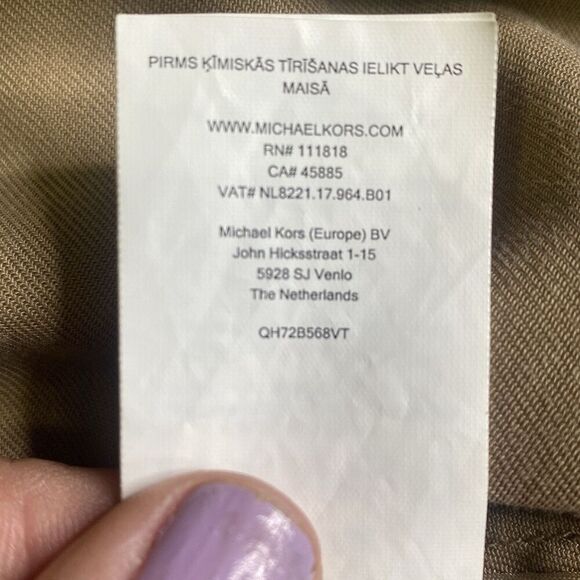 PIRMS ĶĪMISKĀS TĪRĪŠANAS IELIKT VEĻAS
MAISĀ
WWW.MICHAELKORS.COM
RN# 111818
CA# 45885
VAT# NL8221.17.964.B01
Michael Kors (Europe) BV
John Hicksstraat 1-15
5928 SJ Venlo
The Netherlands
QH72B568VT